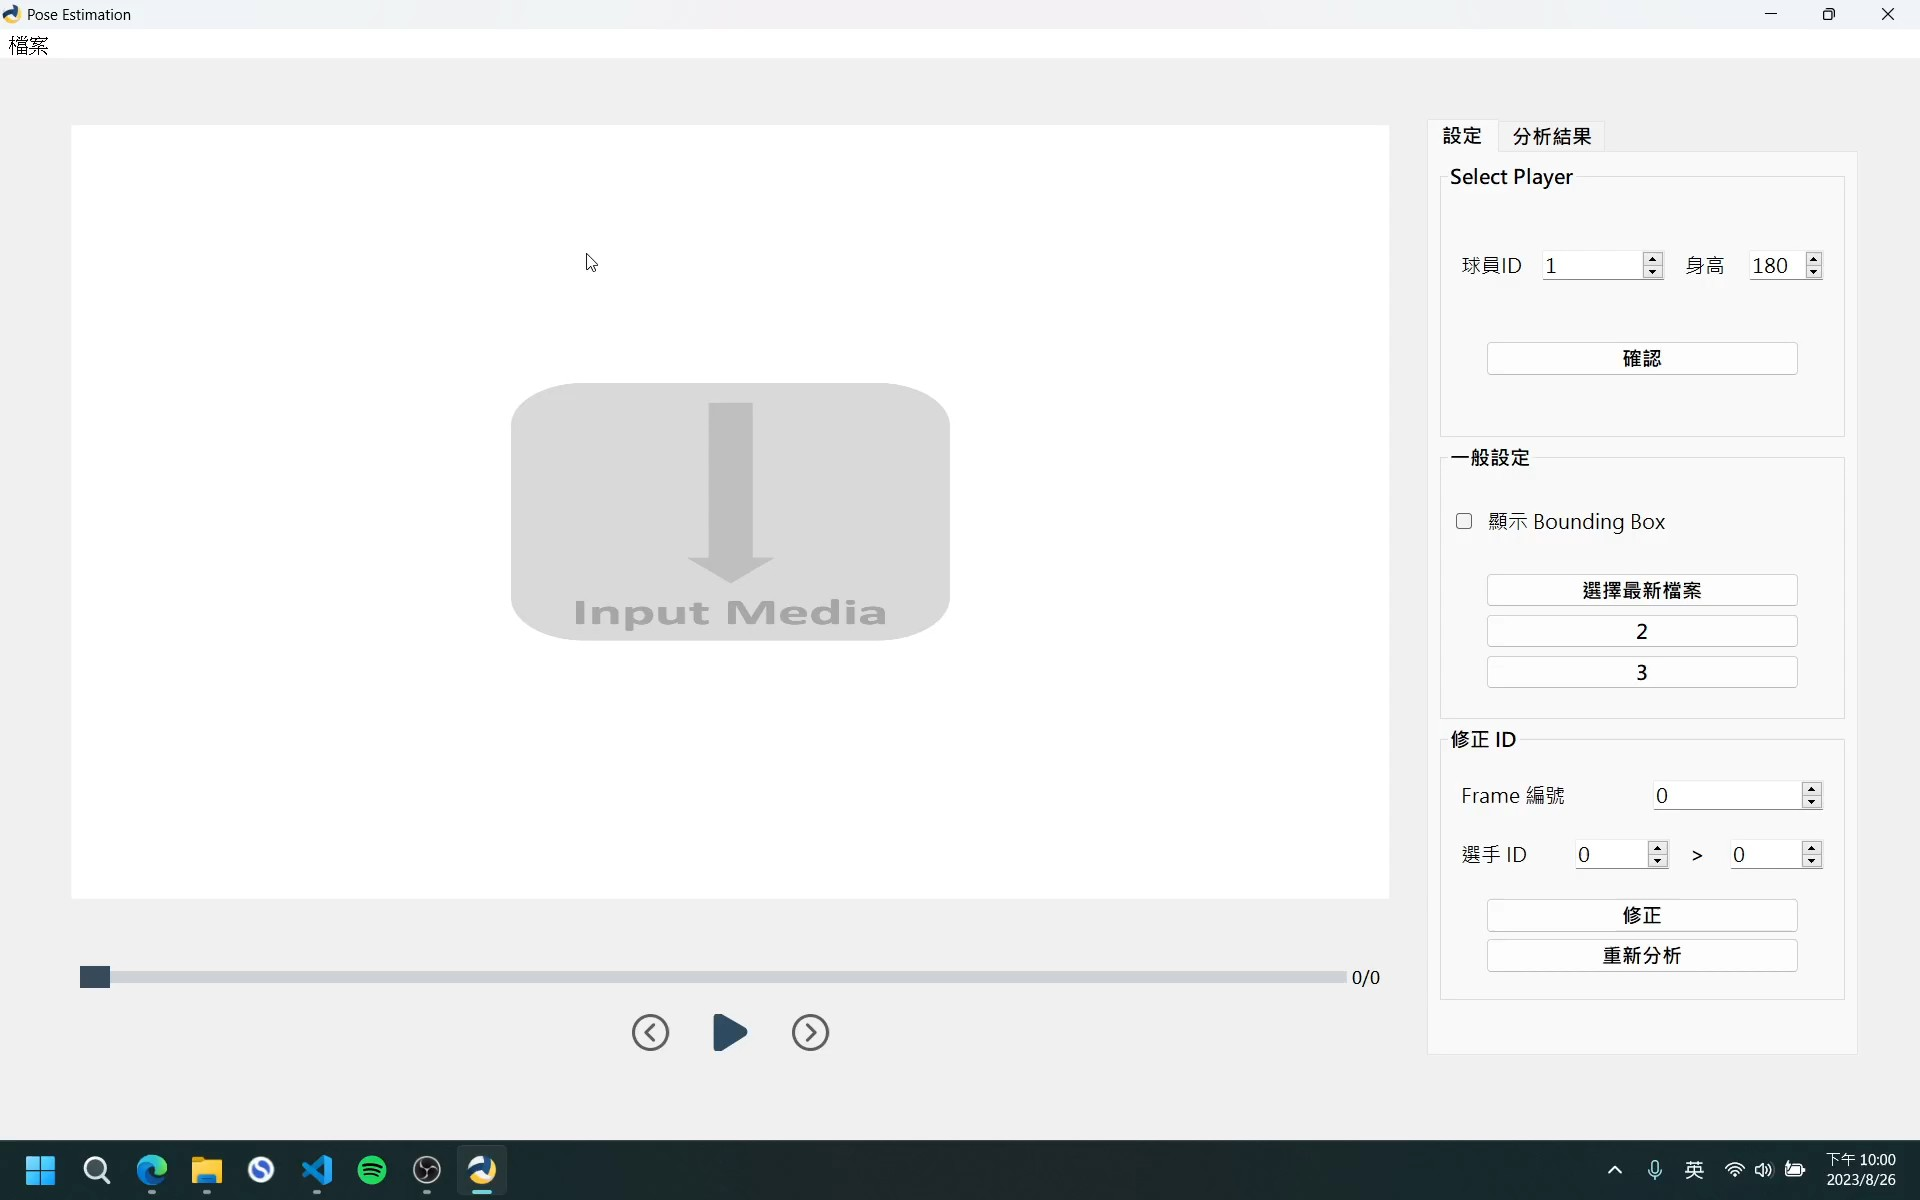 Pose Estimation
檔案
設定 分析結果
Select Player
球員ID 1 身高 180
確認
一般設定
顯示 Bounding Box
選擇最新檔案
2
3
修正 ID
Frame 編號 0
選手 ID 0 > 0
修正
重新分析
Input Media
0/0
英
下午 10:00
2023/8/26